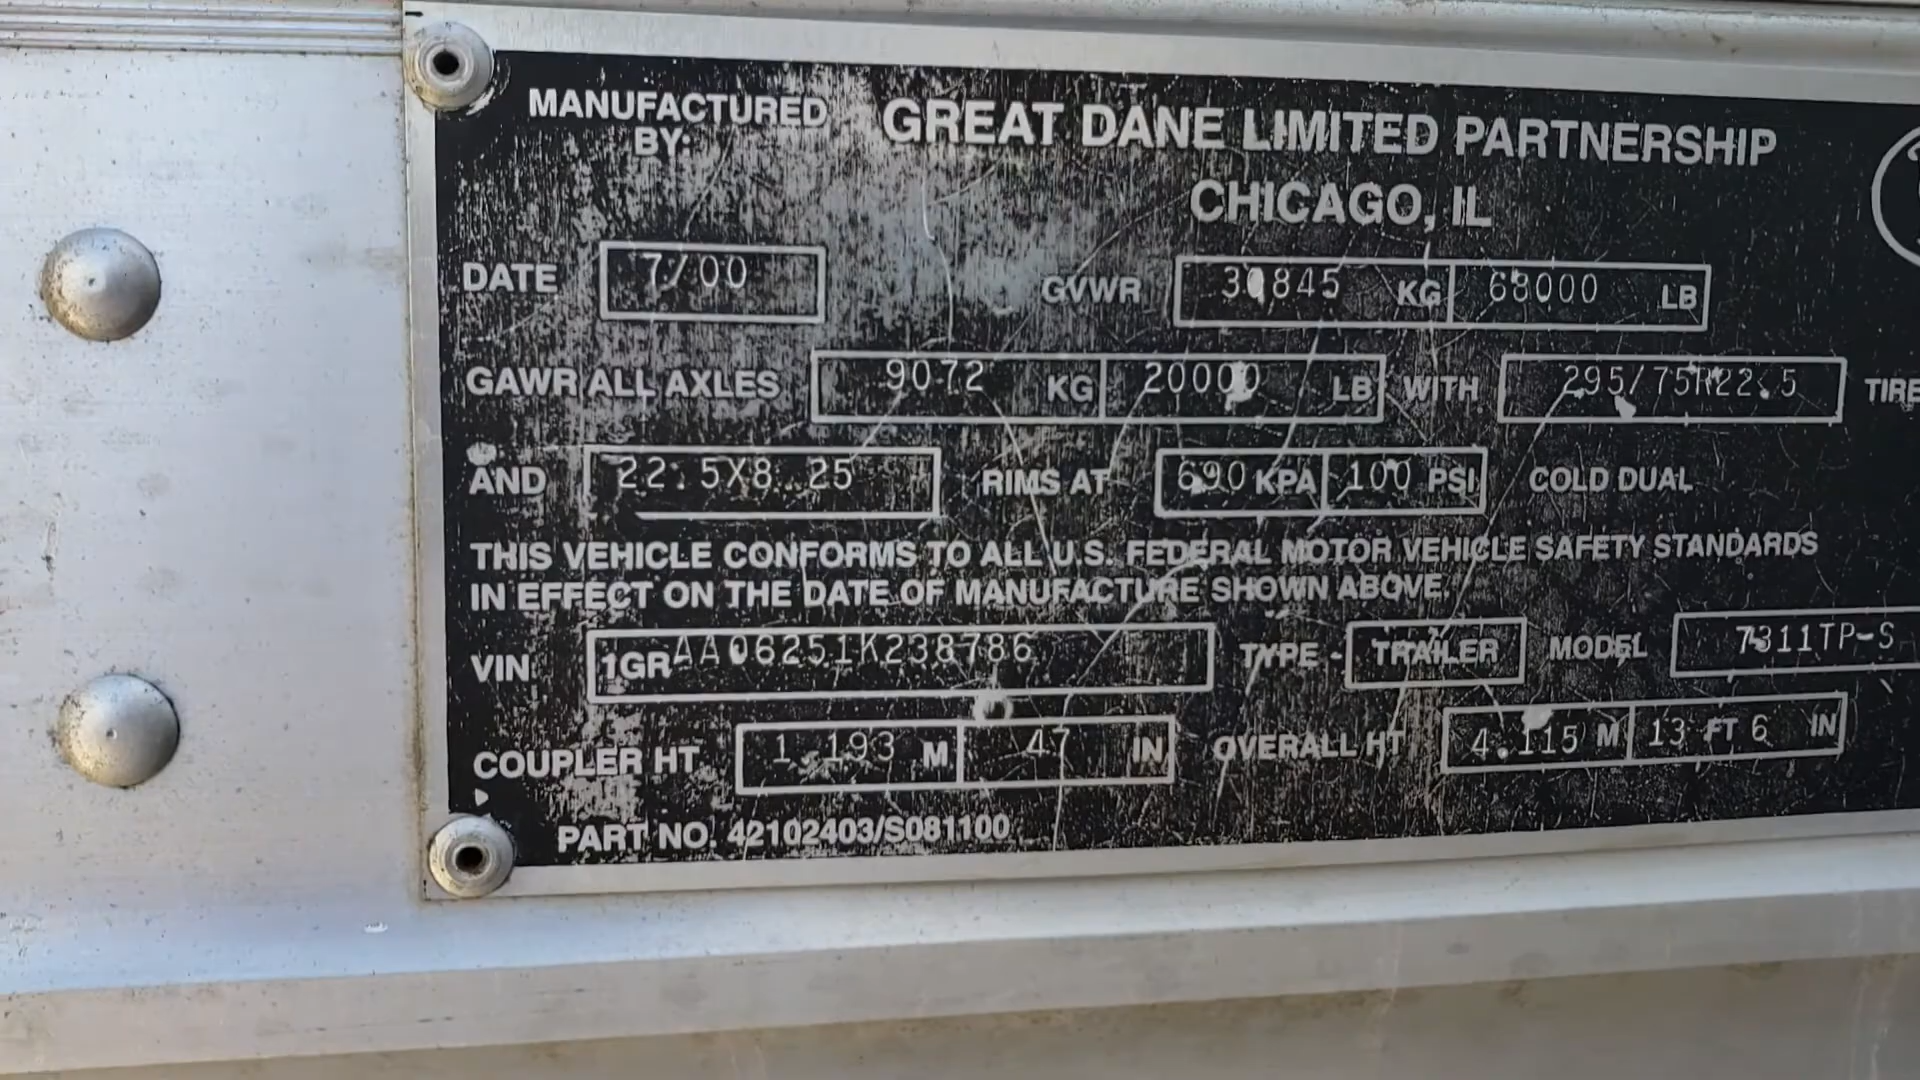 MANUFACTURED BY: GREAT DANE LIMITED PARTNERSHIP
CHICAGO, IL
DATE 7/00 GVWR 30845 KG 68000 LB
GAWR ALL AXLES 9072 KG 20000 LB WITH 295/75R22.5 TIRE
AND 22.5X8.25 RIMS AT 690 KPA 100 PSI COLD DUAL
THIS VEHICLE CONFORMS TO ALL U.S. FEDERAL MOTOR VEHICLE SAFETY STANDARDS
IN EFFECT ON THE DATE OF MANUFACTURE SHOWN ABOVE.
VIN 1GRAA06251K238786 TYPE - TRAILER MODEL 7311TP-S
COUPLER HT 1.193 M 47 IN OVERALL HT 4.115 M 13 FT 6 IN
PART NO. 42102403/S081100